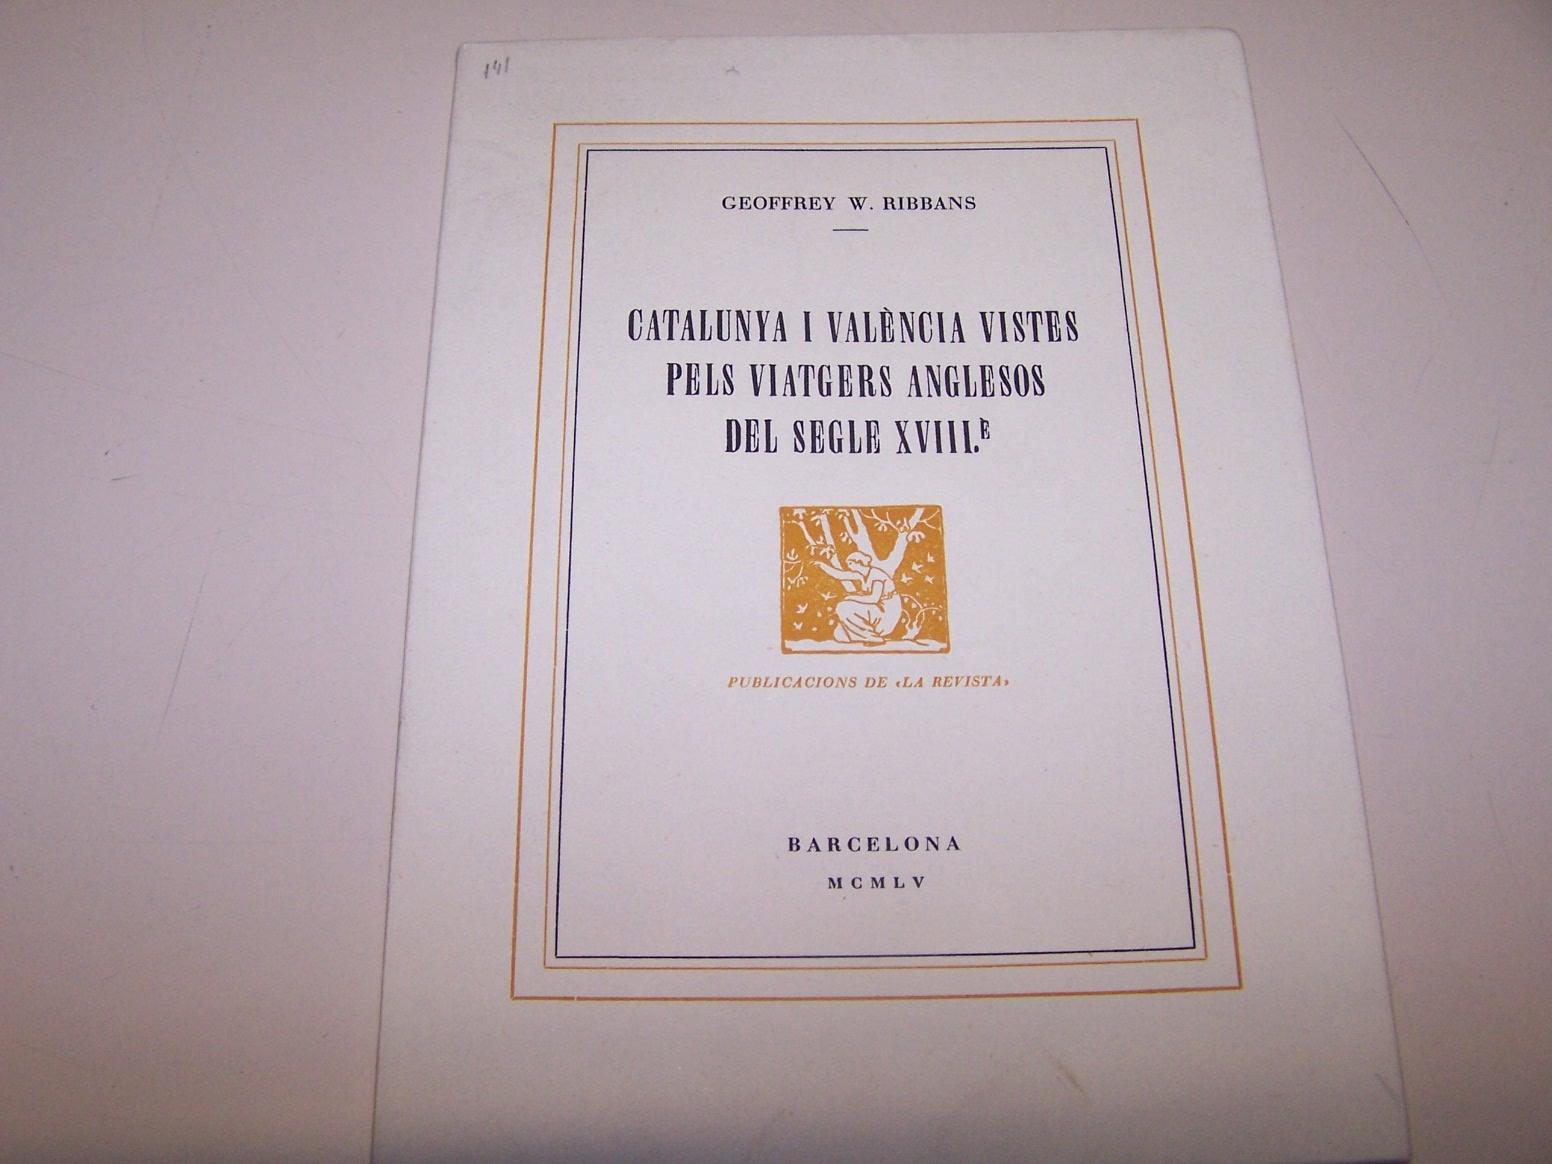 141
GEOFFREY W. RIBBANS
CATALUNYA I VALÈNCIA VISTES
PELS VIATGERS ANGLESOS
DEL SEGLE XVIII.È
PUBLICACIONS DE «LA REVISTA»
BARCELONA
MCMLV